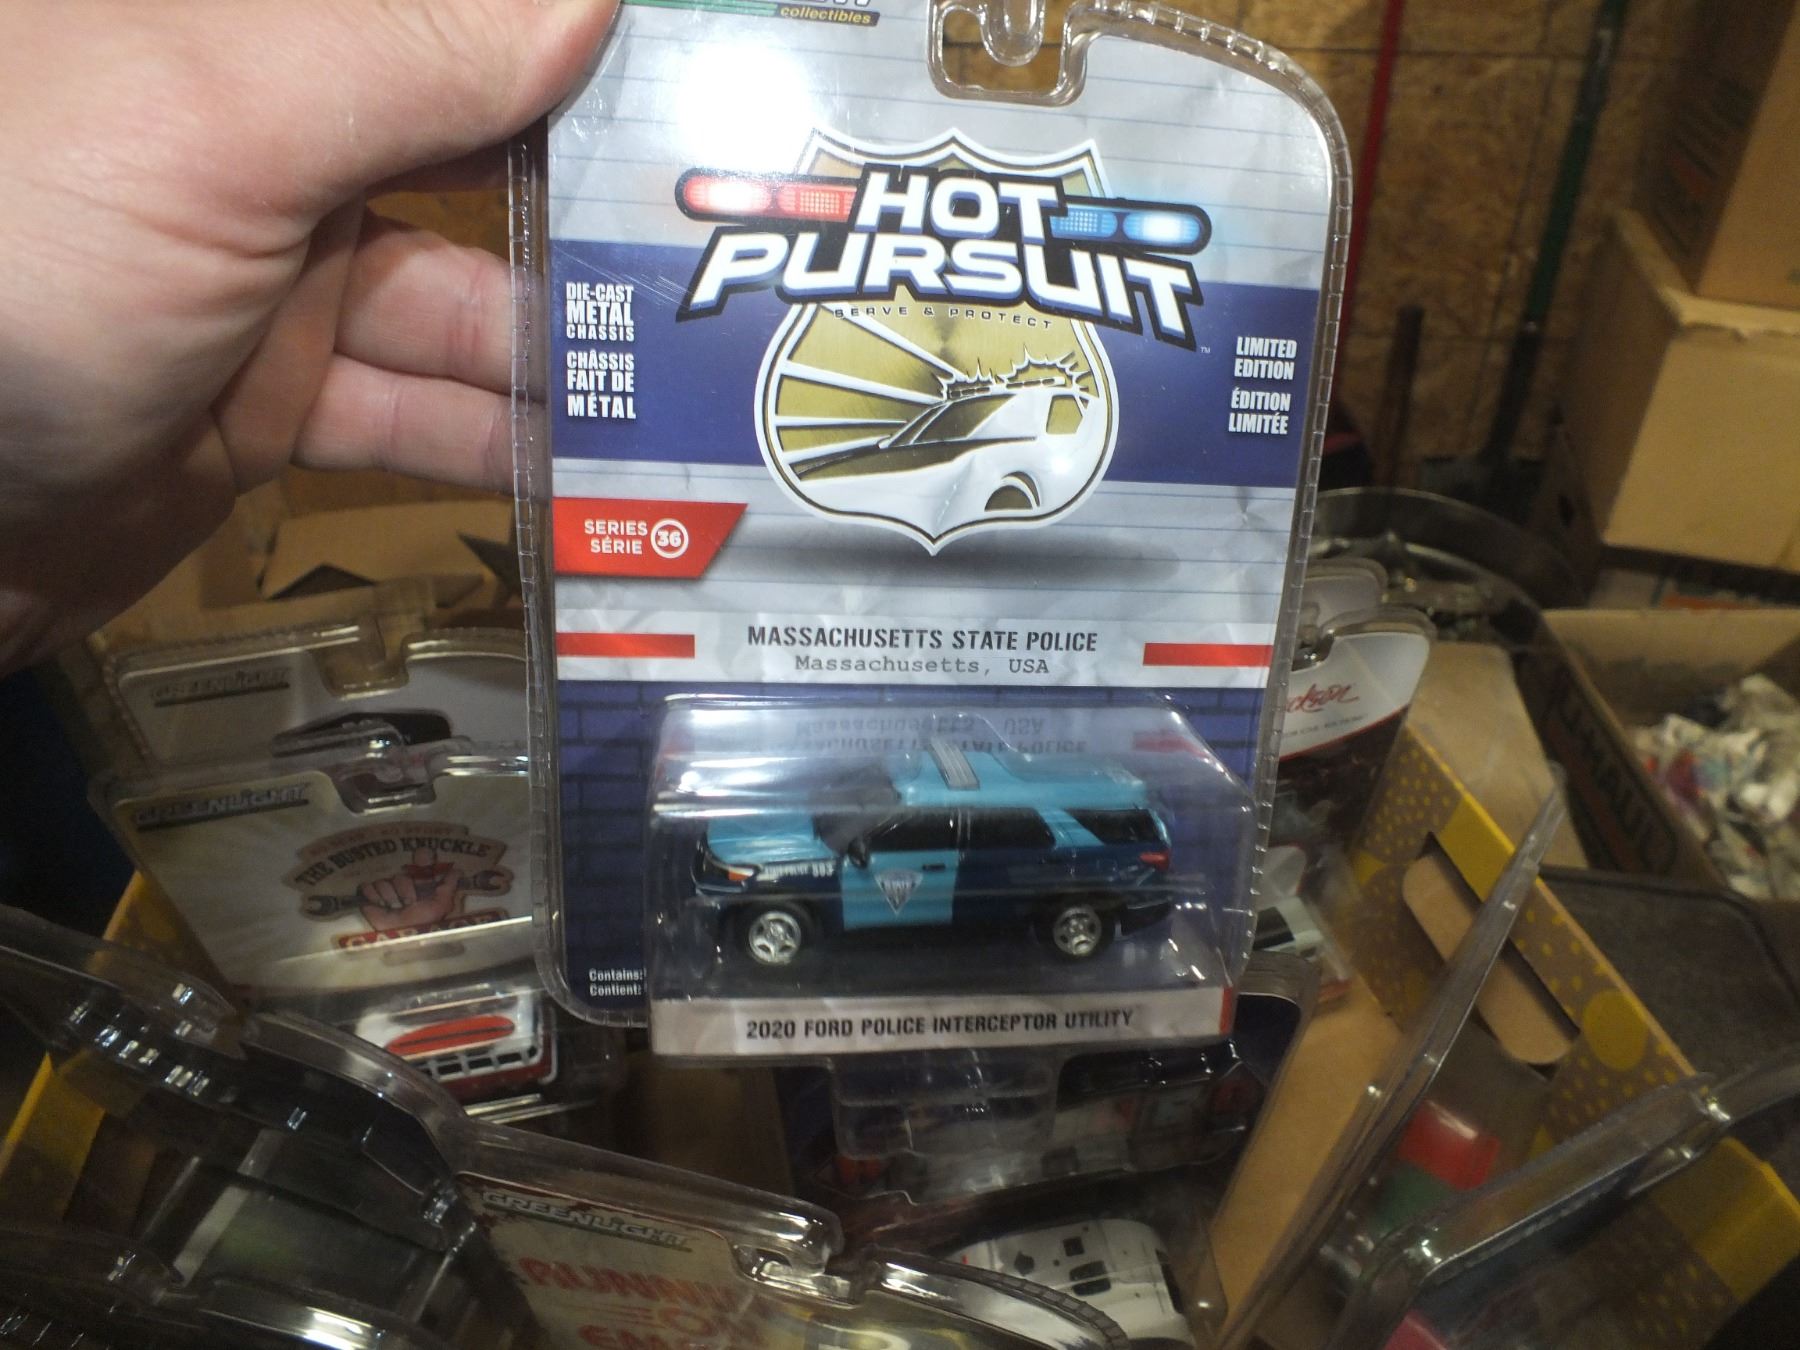 collectibles
HOT
PURSUIT
SERVE & PROTECT
™
DIE-CAST
METAL
CHASSIS
CHÂSSIS
FAIT DE
MÉTAL
LIMITED
EDITION
ÉDITION
LIMITÉE
SERIES
SÉRIE
36
MASSACHUSETTS STATE POLICE
Massachusetts, USA
Contains:
Contient:
2020 FORD POLICE INTERCEPTOR UTILITY
GREENLIGHT
GREENLIGHT
THE BUSTED KNUCKLE
GARAGE
GREENLIGHT